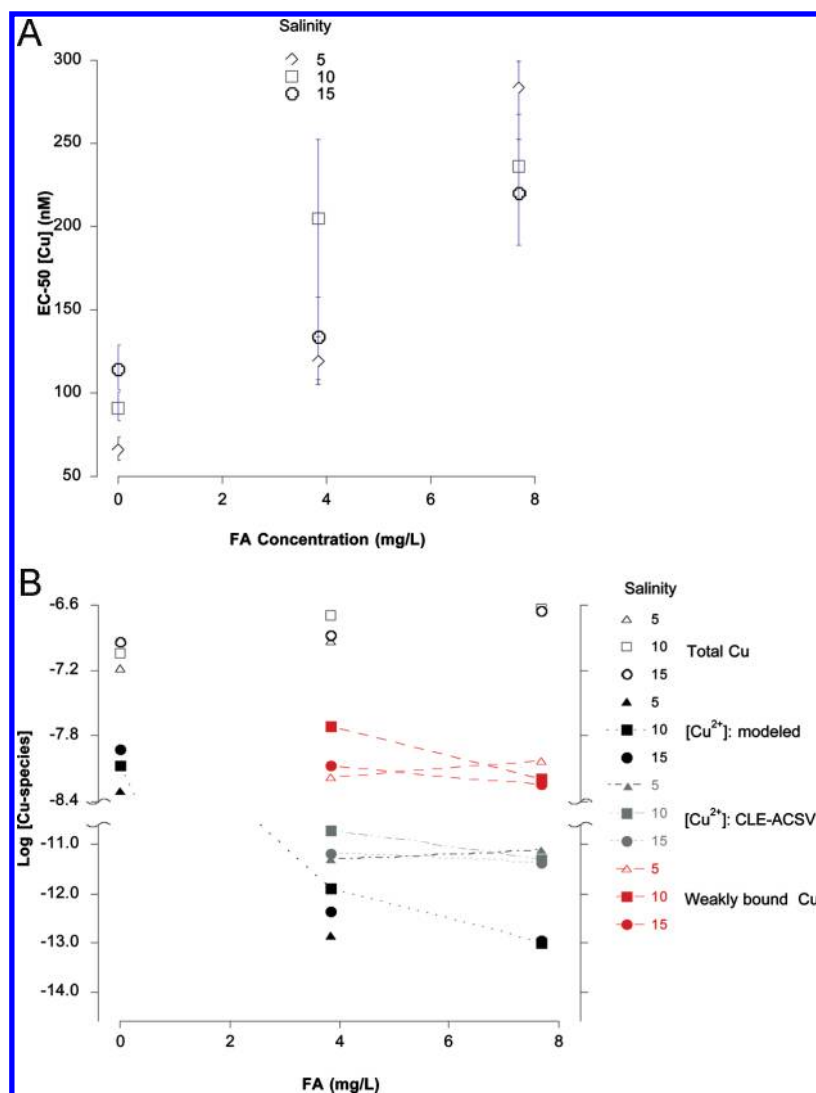 A
Salinity
5
10
15
300
250
200
150
100
50
EC-50 [Cu] (nM)
0
2
4
6
8
FA Concentration (mg/L)
B
Salinity
-6.6
-7.2
-7.8
-8.4
-11.0
-12.0
-13.0
-14.0
Log [Cu-species]
5
10 Total Cu
15
5
10 [Cu2+]: modeled
15
5
10 [Cu2+]: CLE-ACSV
15
5
10 Weakly bound Cu
15
0
2
4
6
8
FA (mg/L)